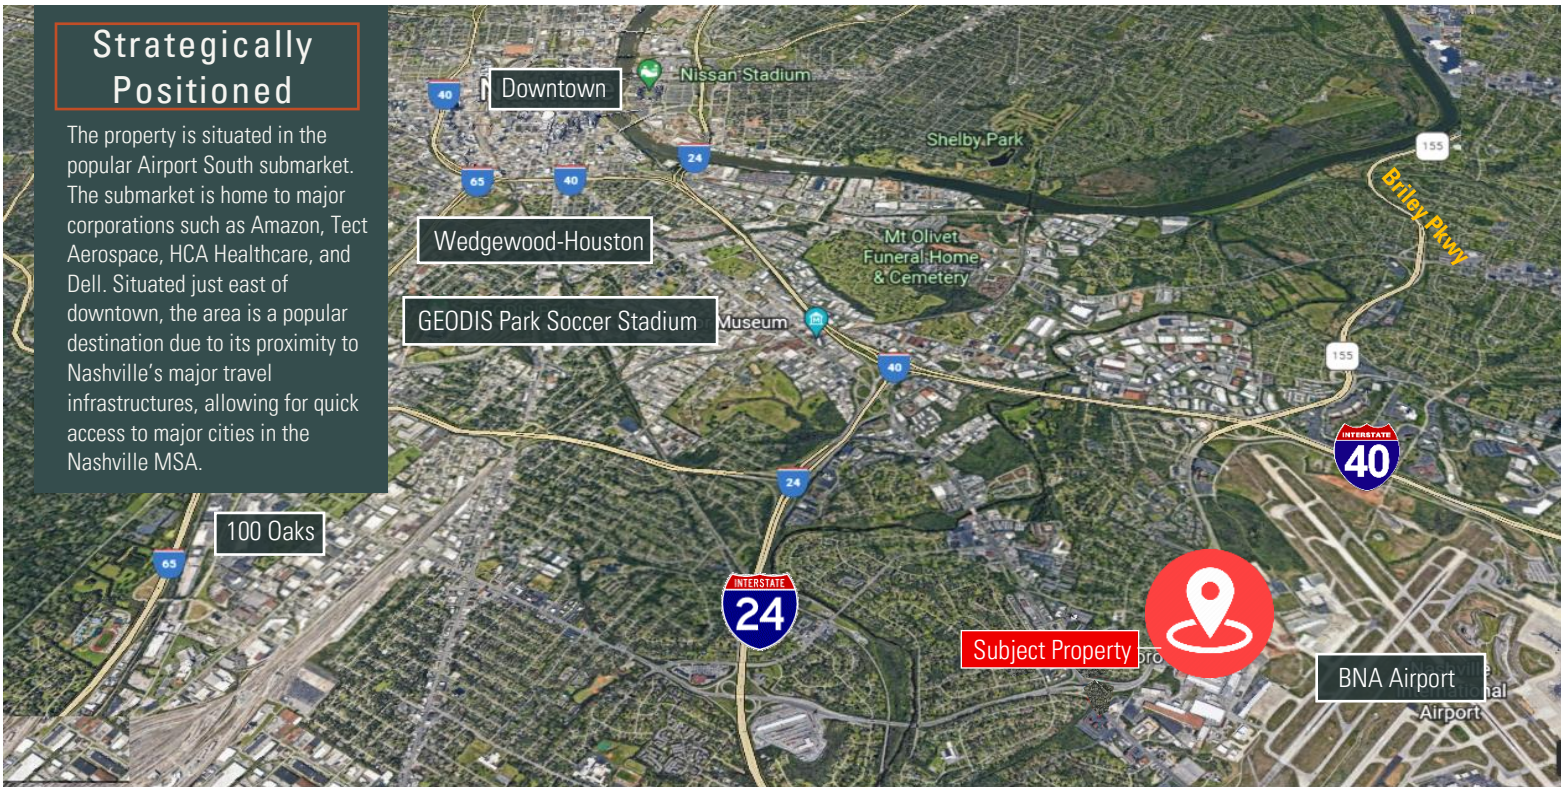 Strategically
Positioned
The property is situated in the
popular Airport South submarket.
The submarket is home to major
corporations such as Amazon, Tect
Aerospace, HCA Healthcare, and
Dell. Situated just east of
downtown, the area is a popular
destination due to its proximity to
Nashville's major travel
infrastructures, allowing for quick
access to major cities in the
Nashville MSA.
40
Downtown
Nissan Stadium
Shelby Park
155
24
65
40
Briley Pkwy
Wedgewood-Houston
Mt Olivet
Funeral Home
& Cemetery
GEODIS Park Soccer Stadium
Museum
155
40
INTERSTATE
40
24
100 Oaks
65
INTERSTATE
24
Subject Property
BNA Airport
Airport